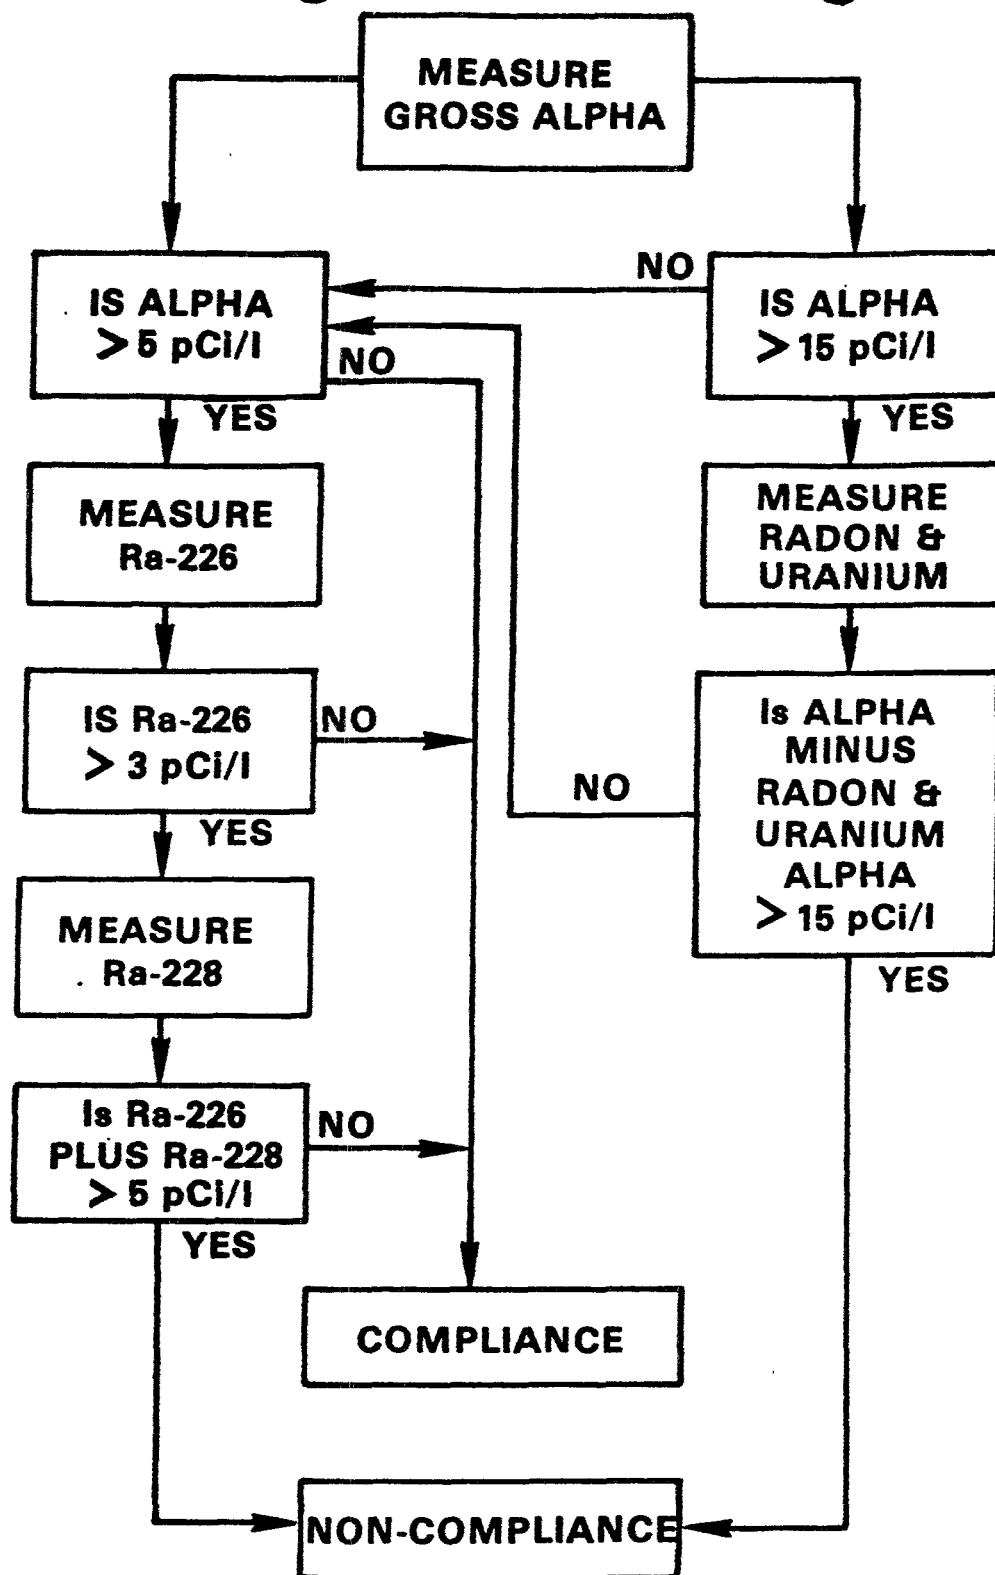 MEASURE
GROSS ALPHA
IS ALPHA
> 5 pCi/l
NO
IS ALPHA
> 15 pCi/l
NO
YES
YES
MEASURE
Ra-226
MEASURE
RADON &
URANIUM
IS Ra-226
> 3 pCi/l
NO
YES
Is ALPHA
MINUS
RADON &
URANIUM
ALPHA
> 15 pCi/l
NO
YES
MEASURE
Ra-228
Is Ra-226
PLUS Ra-228
> 5 pCi/l
NO
YES
COMPLIANCE
NON-COMPLIANCE